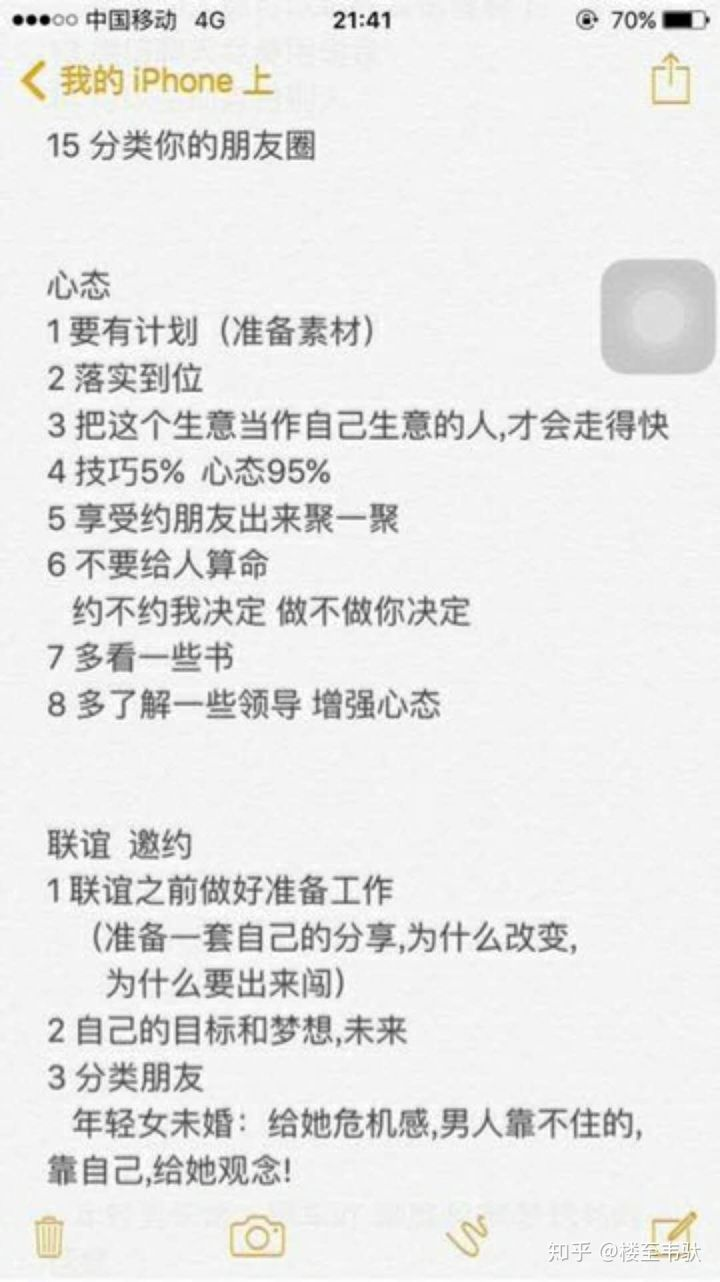 中国移动 4G 21:41 70%
我的 iPhone 上
15 分类你的朋友圈
心态
1 要有计划（准备素材）
2 落实到位
3 把这个生意当作自己生意的人,才会走得快
4 技巧5% 心态95%
5 享受约朋友出来聚一聚
6 不要给人算命
约不约我决定 做不做你决定
7 多看一些书
8 多了解一些领导 增强心态
联谊 邀约
1 联谊之前做好准备工作
（准备一套自己的分享,为什么改变,
为什么要出来闯）
2 自己的目标和梦想,未来
3 分类朋友
年轻女未婚：给她危机感,男人靠不住的,
靠自己,给她观念!
知乎 @楼至韦驮